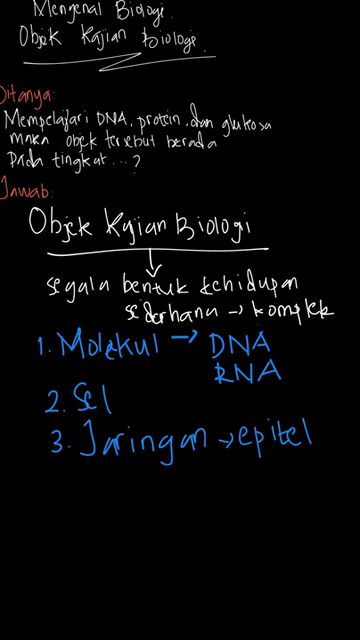 Mengenal Biologi
Objek Kajian Biologi
Ditanya:
Mempelajari DNA, protein, dan glukosa
maka objek tersebut berada
pada tingkat...?
Jawab:
Objek Kajian Biologi
segala bentuk kehidupan
sederhana → komplek
1. Molekul → DNA
RNA
2. Sel
3. Jaringan → epitel